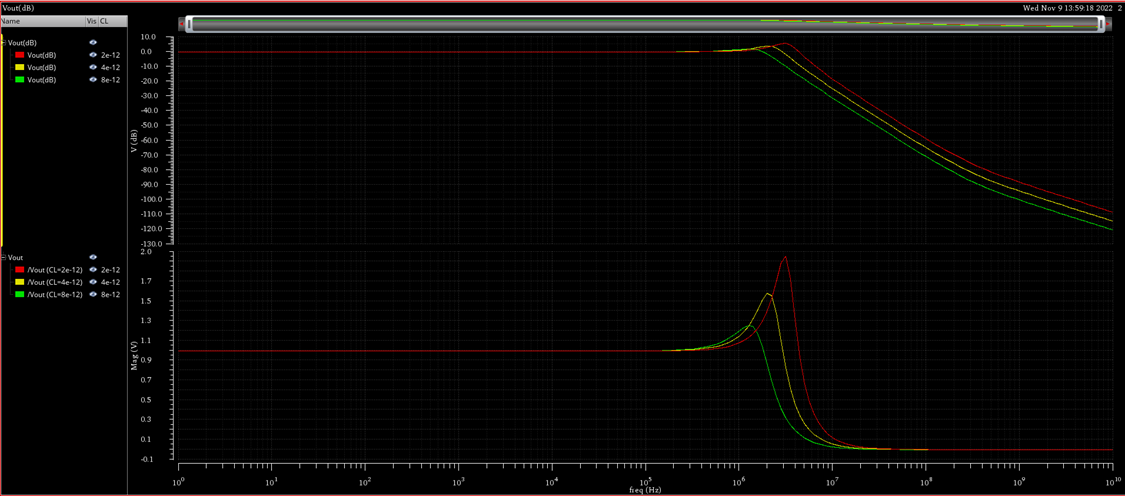 Vout(dB)
Wed Nov 9 13:59:18 2022 2
Name Vis CL
Vout(dB)
Vout(dB) 2e-12
Vout(dB) 4e-12
Vout(dB) 8e-12
10.0
0.0
-10.0
-20.0
-30.0
-40.0
-50.0
-60.0
-70.0
-80.0
-90.0
-100.0
-110.0
-120.0
-130.0
V (dB)
Vout
/Vout (CL=2e-12) 2e-12
/Vout (CL=4e-12) 4e-12
/Vout (CL=8e-12) 8e-12
2.0
1.7
1.5
1.3
1.1
0.9
0.7
0.5
0.3
0.1
-0.1
Mag (V)
10⁰ 10¹ 10² 10³ 10⁴ 10⁵ 10⁶ 10⁷ 10⁸ 10⁹ 10¹⁰
freq (Hz)